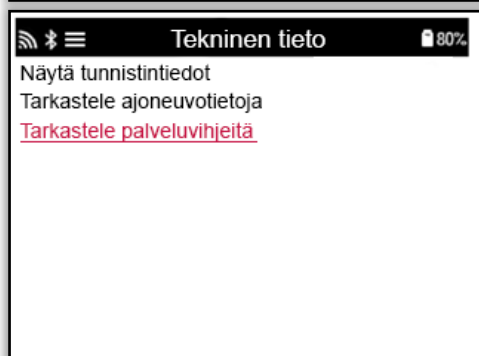 Tekninen tieto 80%
Näytä tunnistintiedot
Tarkastele ajoneuvotietoja
Tarkastele palveluvihjeitä